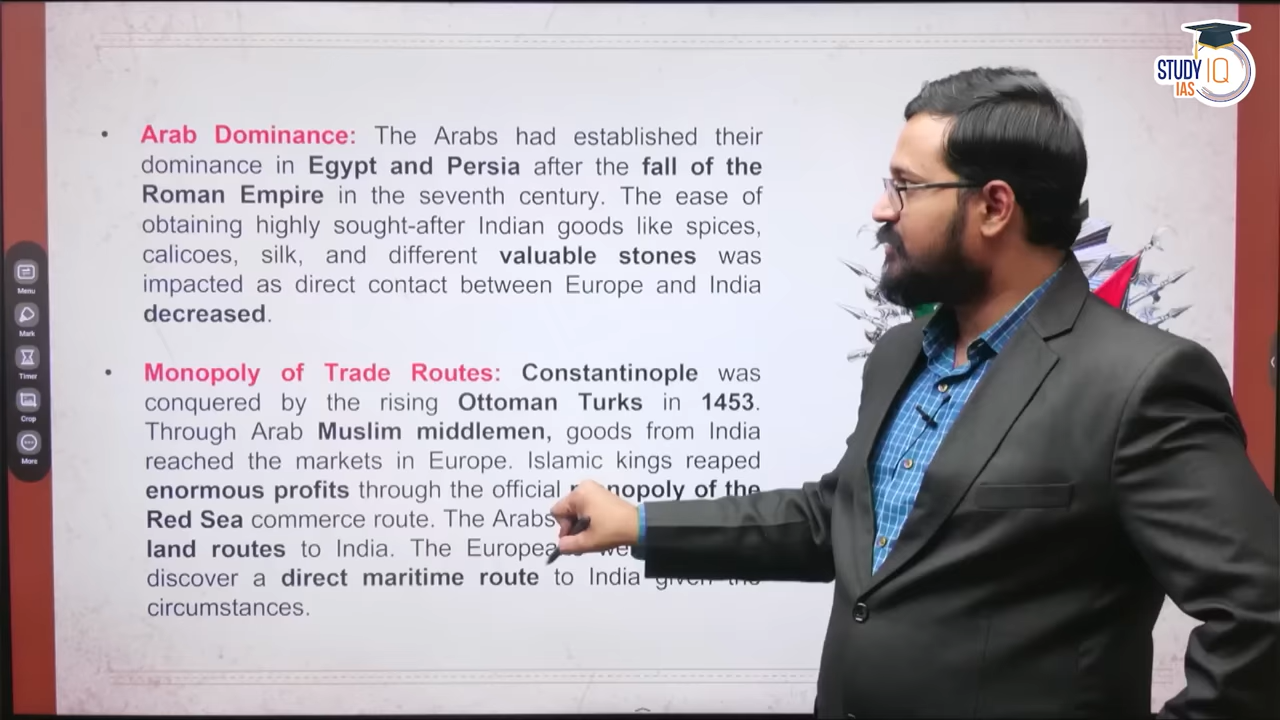 STUDY IQ
IAS
• Arab Dominance: The Arabs had established their
dominance in Egypt and Persia after the fall of the
Roman Empire in the seventh century. The ease of
obtaining highly sought-after Indian goods like spices,
calicoes, silk, and different valuable stones was
impacted as direct contact between Europe and India
decreased.
• Monopoly of Trade Routes: Constantinople was
conquered by the rising Ottoman Turks in 1453.
Through Arab Muslim middlemen, goods from India
reached the markets in Europe. Islamic kings reaped
enormous profits through the official monopoly of the
Red Sea commerce route. The Arabs
land routes to India. The
discover a direct maritime route to India given the
circumstances.
Menu
Mark
Timer
Crop
More